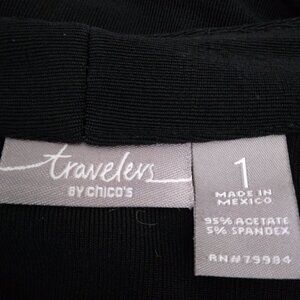 travelers
BY chico's
1
MADE IN
MEXICO
95% ACETATE
5% SPANDEX
RN#79984